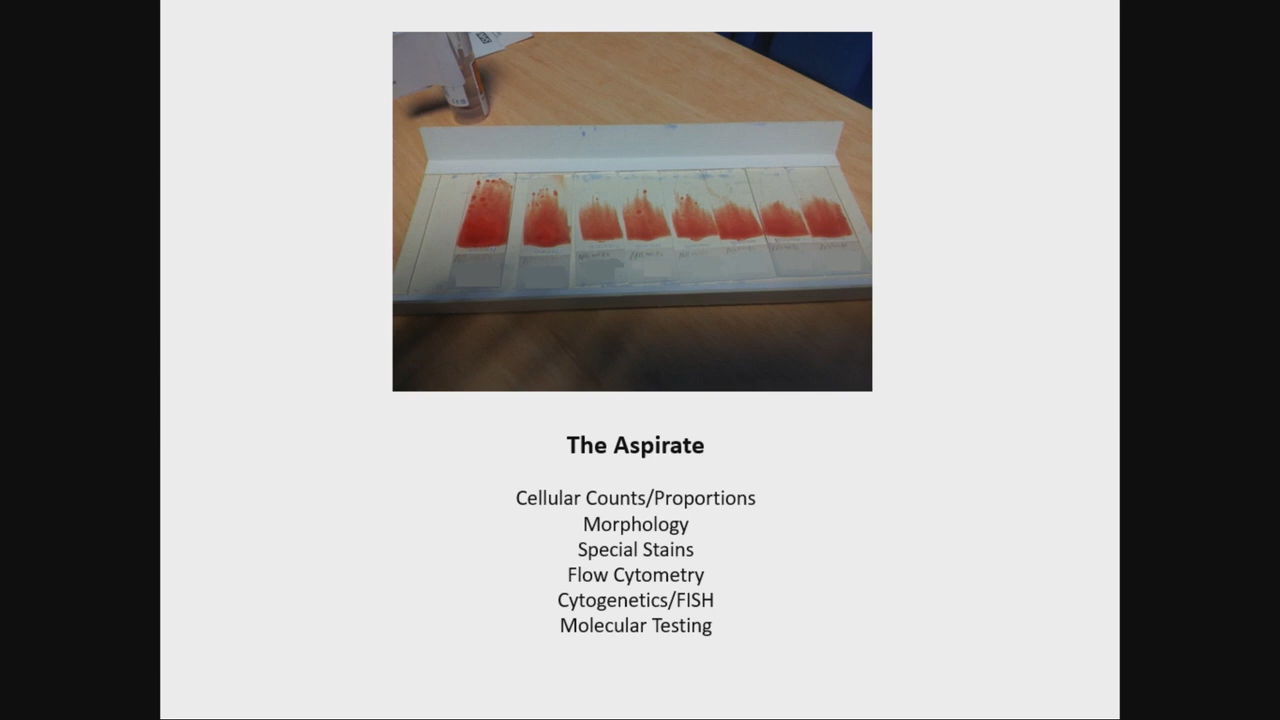 The Aspirate
Cellular Counts/Proportions
Morphology
Special Stains
Flow Cytometry
Cytogenetics/FISH
Molecular Testing